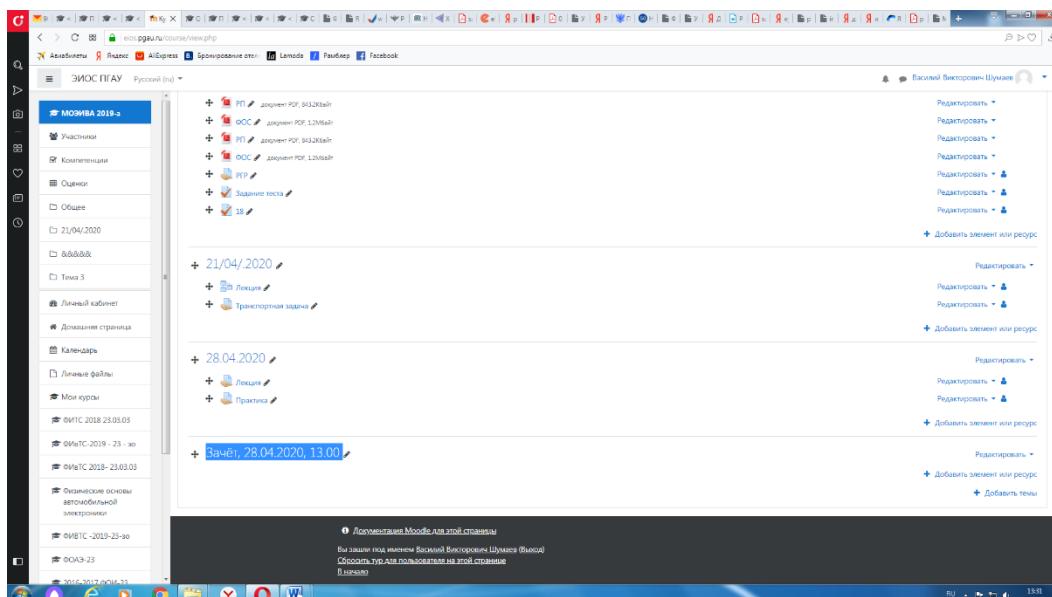 eios.pgau.ru/course/view.php
Авиабилеты Яндекс AliExpress Бронирование отел Lamoda Рамблер Facebook
ЭИОС ПГАУ Русский (ru)
Василий Викторович Шумаев
МОЭИВА 2019-з
Участники
Компетенции
Оценки
Общее
21/04/.2020
&&&&&
Тема 3
Личный кабинет
Домашняя страница
Календарь
Личные файлы
Мои курсы
ФИТС 2018 23.03.03
ФИвТС-2019 - 23 - зо
ФИвТС 2018- 23.03.03
Физические основы
автомобильной
электроники
ФИВТС -2019-23-зо
ФОАЭ-23
2016-2017 ФОИ-23
РП документ PDF, 843.2Кбайт Редактировать
ФОС документ PDF, 1.2Мбайт Редактировать
РП документ PDF, 843.2Кбайт Редактировать
ФОС документ PDF, 1.2Мбайт Редактировать
РГР Редактировать
Задание теста Редактировать
18 Редактировать
Добавить элемент или ресурс
21/04/.2020 Редактировать
Лекция Редактировать
Транспортная задача Редактировать
Добавить элемент или ресурс
28.04.2020 Редактировать
Лекция Редактировать
Практика Редактировать
Добавить элемент или ресурс
Зачёт, 28.04.2020, 13.00 Редактировать
Добавить элемент или ресурс
Добавить темы
Документация Moodle для этой страницы
Вы зашли под именем Василий Викторович Шумаев (Выход)
Сбросить тур для пользователя на этой странице
В начало
RU 13:31